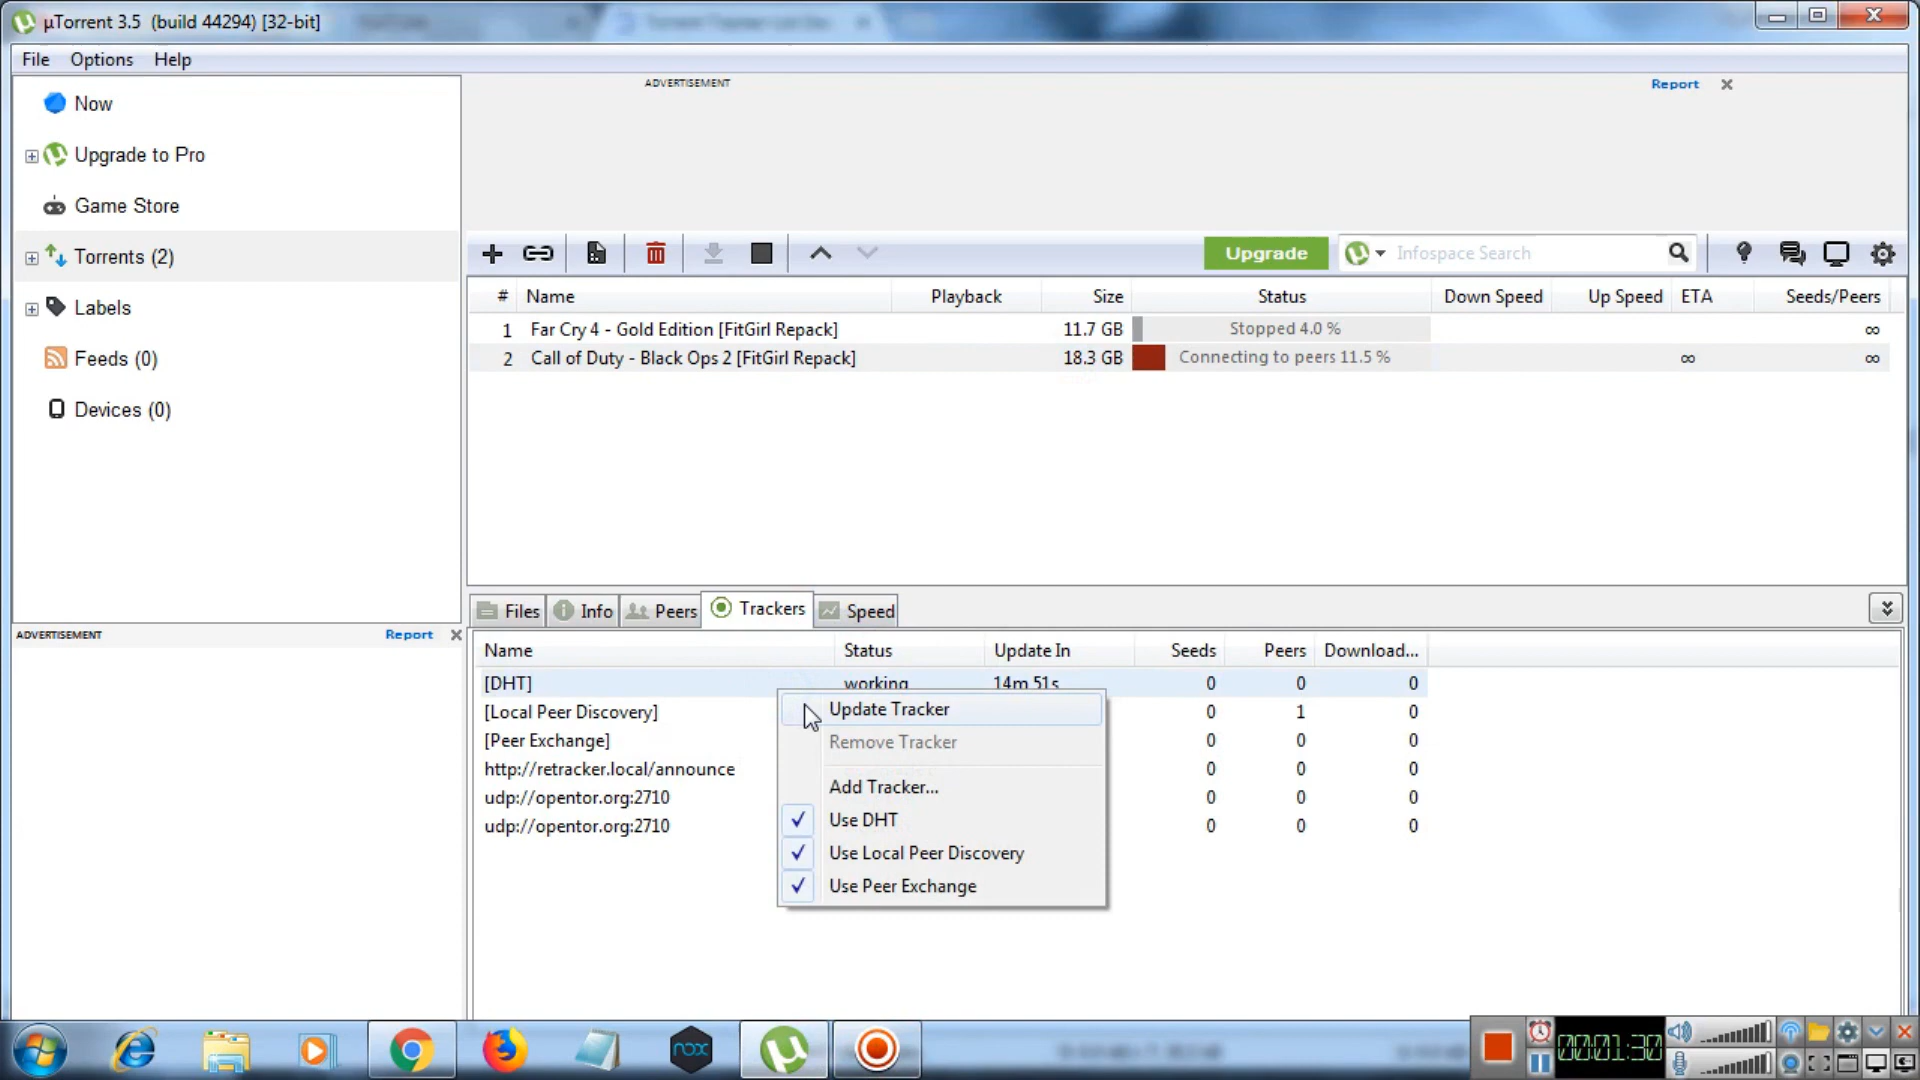 µTorrent 3.5 (build 44294) [32-bit]
File Options Help
Now
Upgrade to Pro
Game Store
Torrents (2)
Labels
Feeds (0)
Devices (0)
ADVERTISEMENT Report
ADVERTISEMENT Report
Upgrade Infospace Search
# Name Playback Size Status Down Speed Up Speed ETA Seeds/Peers
1 Far Cry 4 - Gold Edition [FitGirl Repack] 11.7 GB Stopped 4.0 % ∞
2 Call of Duty - Black Ops 2 [FitGirl Repack] 18.3 GB Connecting to peers 11.5 % ∞ ∞
Files Info Peers Trackers Speed
Name Status Update In Seeds Peers Download...
[DHT] working 14m 51s 0 0 0
[Local Peer Discovery] 0 1 0
[Peer Exchange] 0 0 0
http://retracker.local/announce 0 0 0
udp://opentor.org:2710 0 0 0
udp://opentor.org:2710 0 0 0
Update Tracker
Remove Tracker
Add Tracker...
Use DHT
Use Local Peer Discovery
Use Peer Exchange
nox
00:01:30